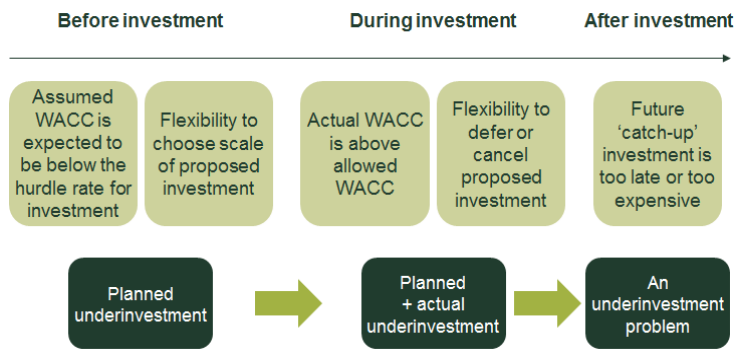 Before investment
During investment
After investment
Assumed
WACC is
expected to
be below the
hurdle rate for
investment
Flexibility to
choose scale
of proposed
investment
Actual WACC
is above
allowed
WACC
Flexibility to
defer or
cancel
proposed
investment
Future
‘catch-up’
investment is
too late or too
expensive
Planned
underinvestment
Planned
+ actual
underinvestment
An
underinvestment
problem